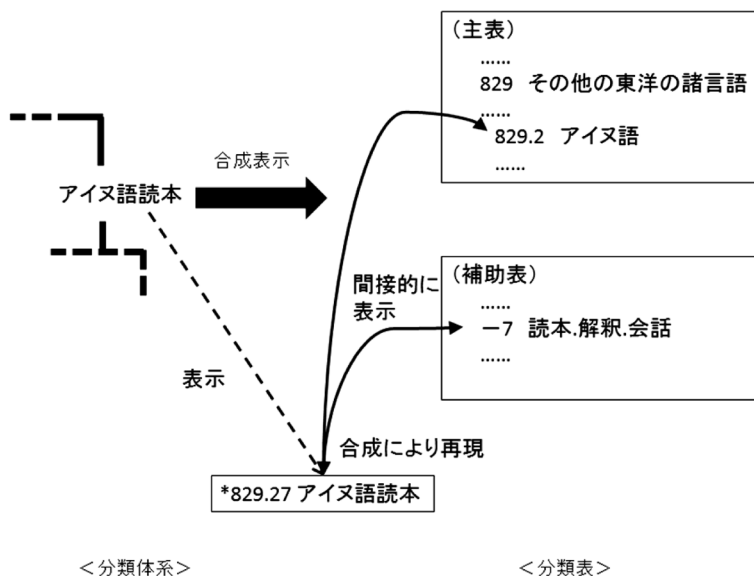 （主表）
……
829 その他の東洋の諸言語
……
829.2 アイヌ語
……
合成表示
アイヌ語読本
（補助表）
……
－7 読本.解釈.会話
……
間接的に
表示
表示
合成により再現
*829.27 アイヌ語読本
＜分類体系＞
＜分類表＞